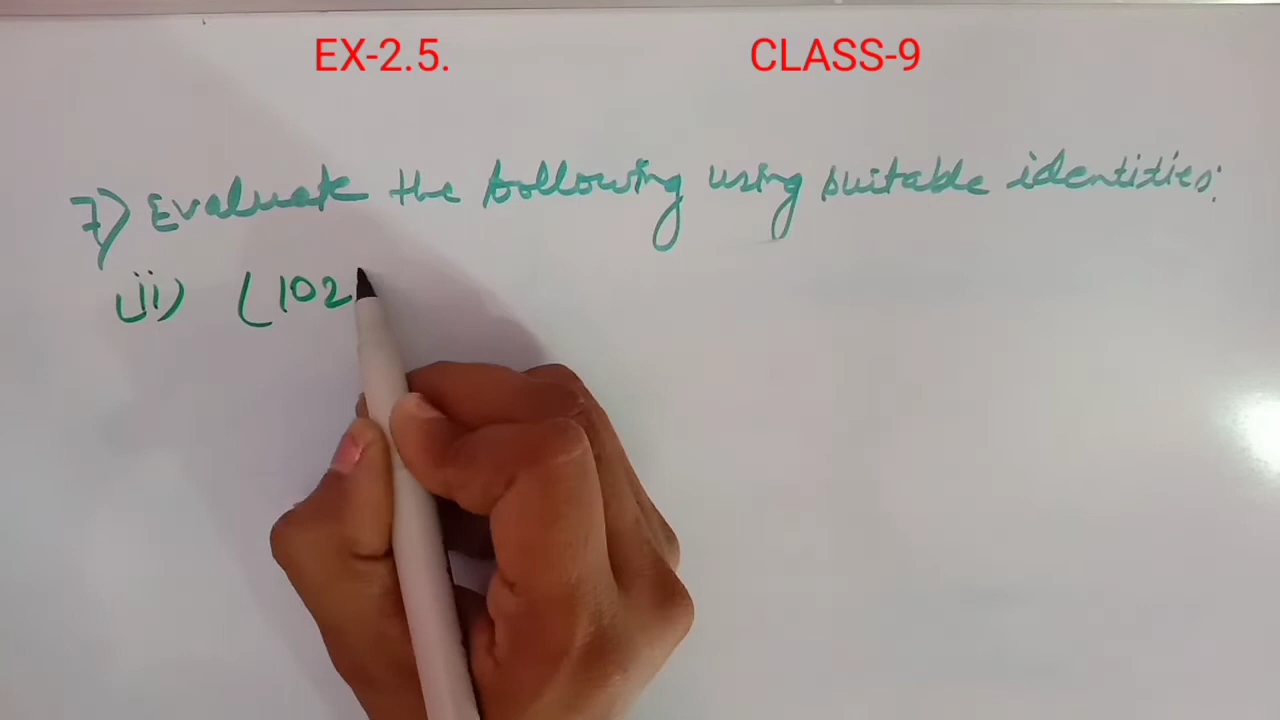 EX-2.5. CLASS-9
7) Evaluate the following using suitable identities:
(ii) (102